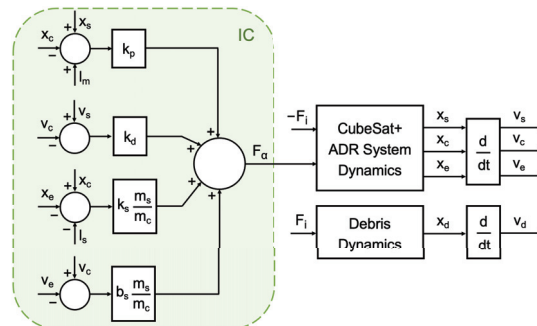 IC
x_s
x_c
+
−
+
l_m
k_p
v_s
v_c
+
−
k_d
x_c
x_e
+
−
−
l_s
k_s m_s/m_c
v_c
v_e
+
−
b_s m_s/m_c
+
+
+
+
F_a
−F_i
CubeSat+
ADR System
Dynamics
x_s
x_c
x_e
d/dt
v_s
v_c
v_e
F_i
Debris
Dynamics
x_d
d/dt
v_d